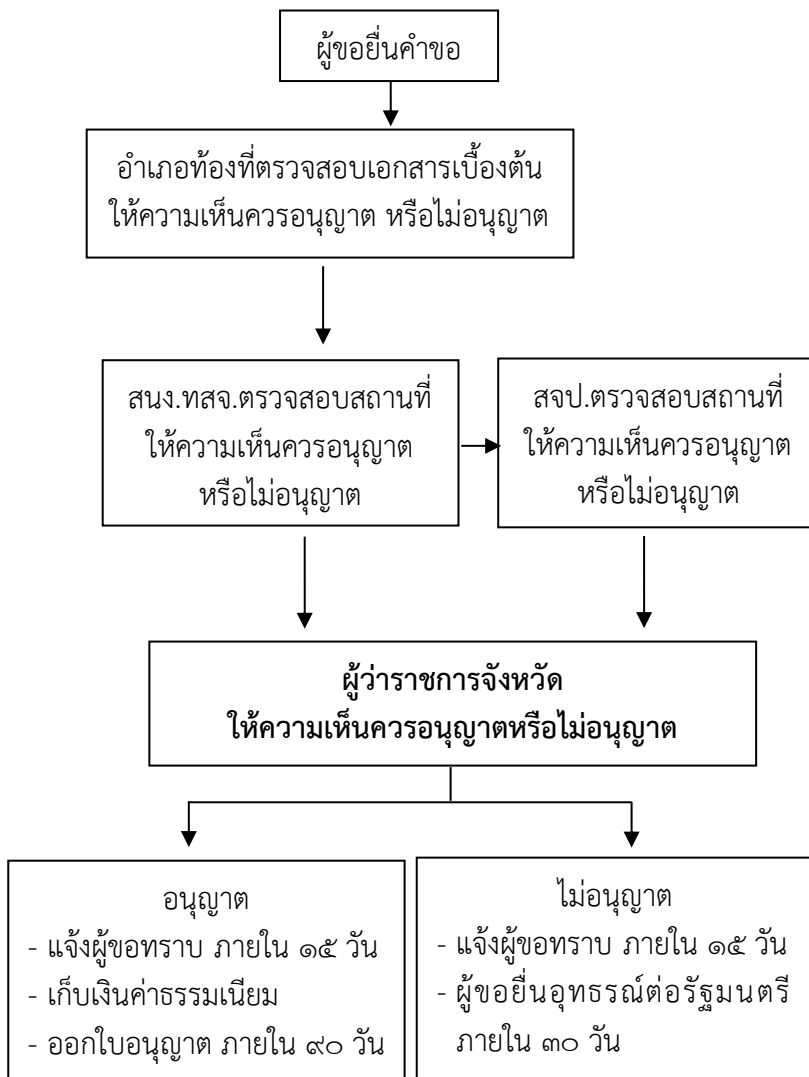 ผู้ขอยื่นคำขอ
อำเภอท้องที่ตรวจสอบเอกสารเบื้องต้น
ให้ความเห็นควรอนุญาต หรือไม่อนุญาต
สนง.ทสจ.ตรวจสอบสถานที่
ให้ความเห็นควรอนุญาต
หรือไม่อนุญาต
สจป.ตรวจสอบสถานที่
ให้ความเห็นควรอนุญาต
หรือไม่อนุญาต
ผู้ว่าราชการจังหวัด
ให้ความเห็นควรอนุญาตหรือไม่อนุญาต
อนุญาต
- แจ้งผู้ขอทราบ ภายใน ๑๕ วัน
- เก็บเงินค่าธรรมเนียม
- ออกใบอนุญาต ภายใน ๙๐ วัน
ไม่อนุญาต
- แจ้งผู้ขอทราบ ภายใน ๑๕ วัน
- ผู้ขอยื่นอุทธรณ์ต่อรัฐมนตรี
ภายใน ๓๐ วัน